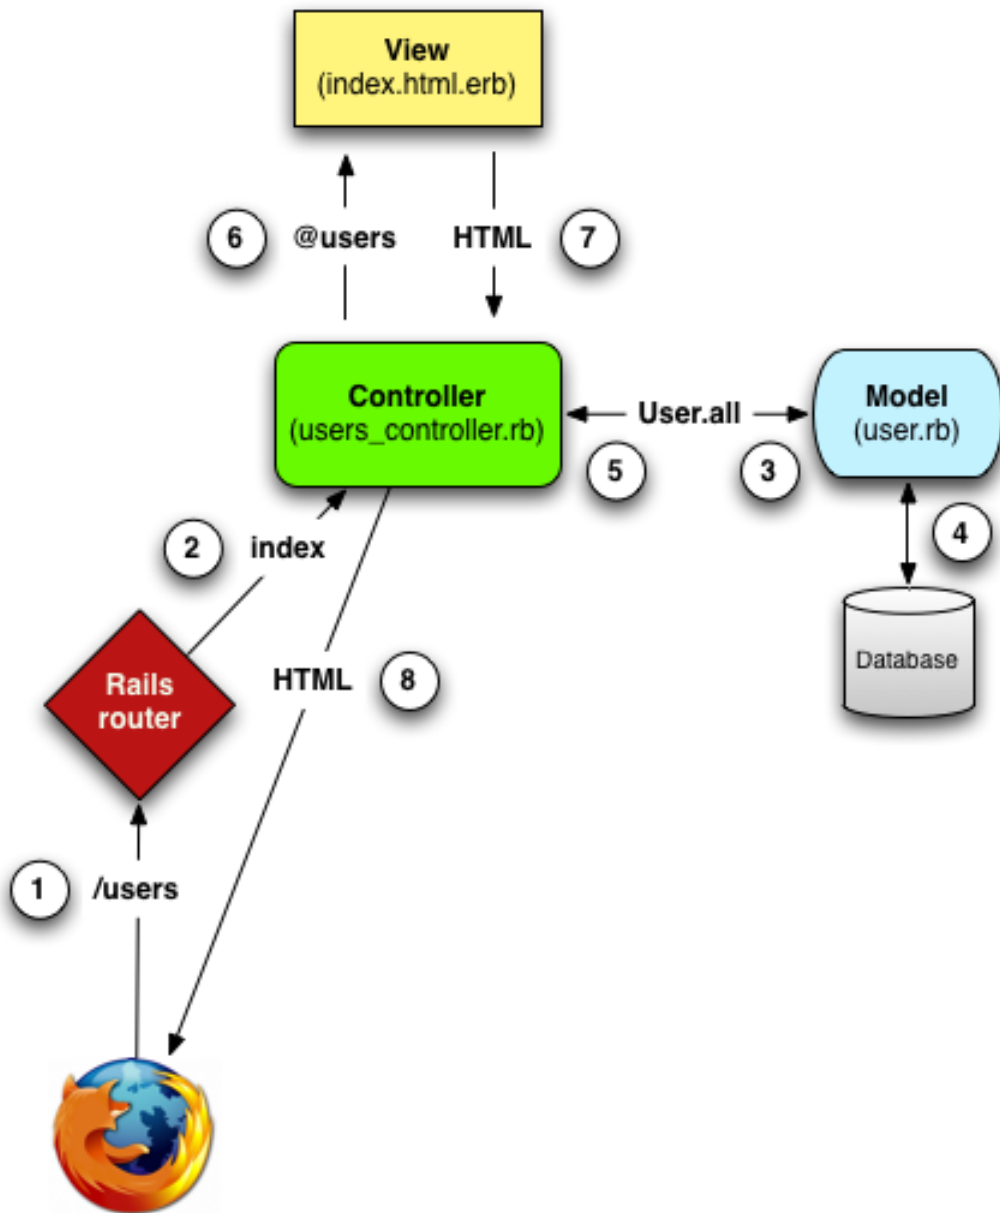 View
(index.html.erb)
6 @users HTML 7
Controller
(users_controller.rb)
User.all
Model
(user.rb)
5
3
2 index
4
Database
Rails
router
HTML 8
1 /users